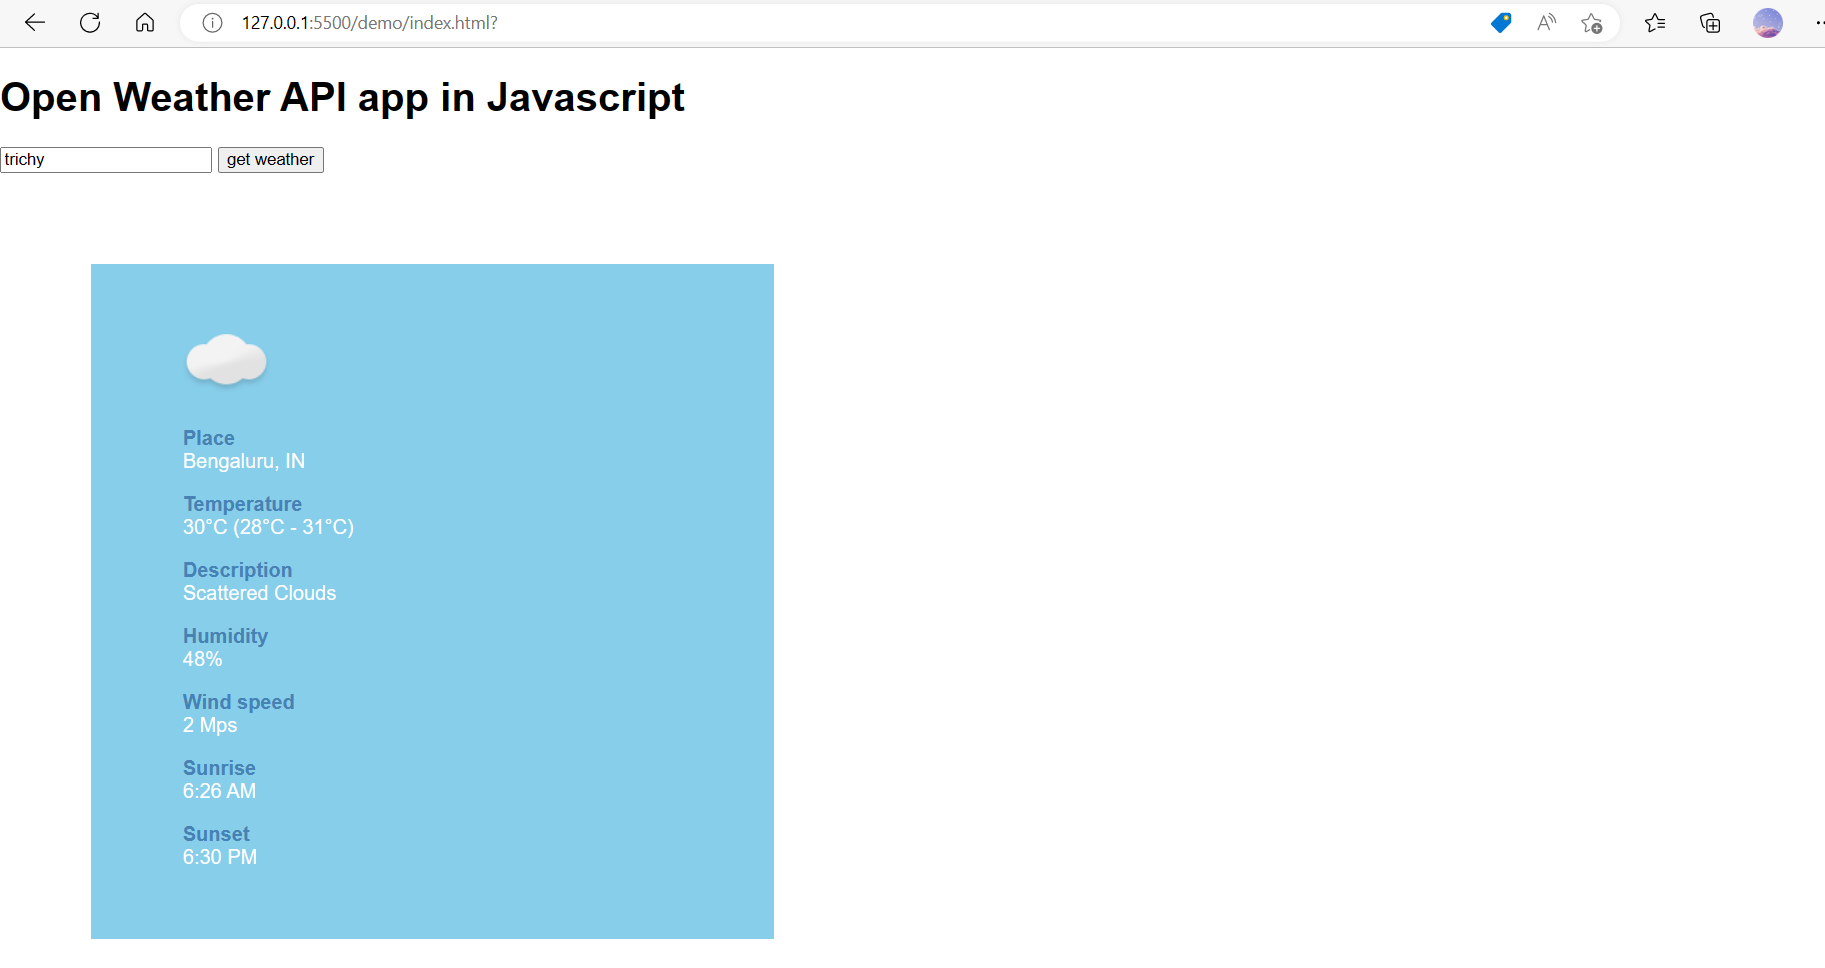 127.0.0.1:5500/demo/index.html?
Open Weather API app in Javascript
trichy get weather
Place
Bengaluru, IN
Temperature
30°C (28°C - 31°C)
Description
Scattered Clouds
Humidity
48%
Wind speed
2 Mps
Sunrise
6:26 AM
Sunset
6:30 PM